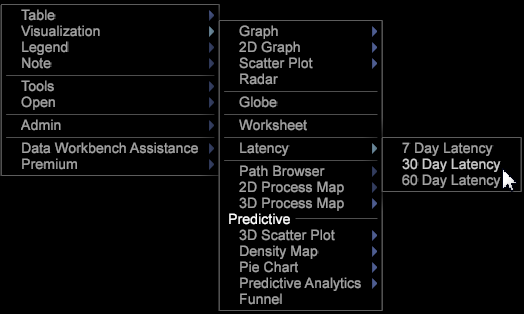 Table
Visualization
Legend
Note
Tools
Open
Admin
Data Workbench Assistance
Premium
Graph
2D Graph
Scatter Plot
Radar
Globe
Worksheet
Latency
Path Browser
2D Process Map
3D Process Map
Predictive
3D Scatter Plot
Density Map
Pie Chart
Predictive Analytics
Funnel
7 Day Latency
30 Day Latency
60 Day Latency